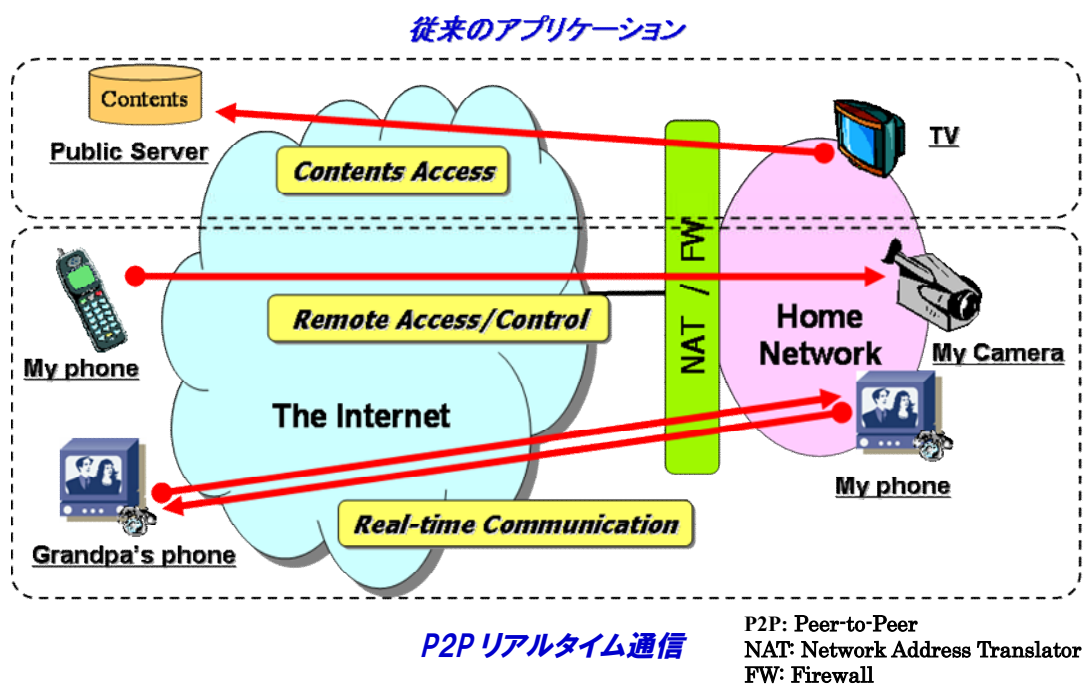 従来のアプリケーション
Contents
Public Server
TV
Contents Access
NAT / FW
My phone
Remote Access/Control
Home
Network
My Camera
The Internet
My phone
Grandpa's phone
Real-time Communication
P2P リアルタイム通信
P2P: Peer-to-Peer
NAT: Network Address Translator
FW: Firewall